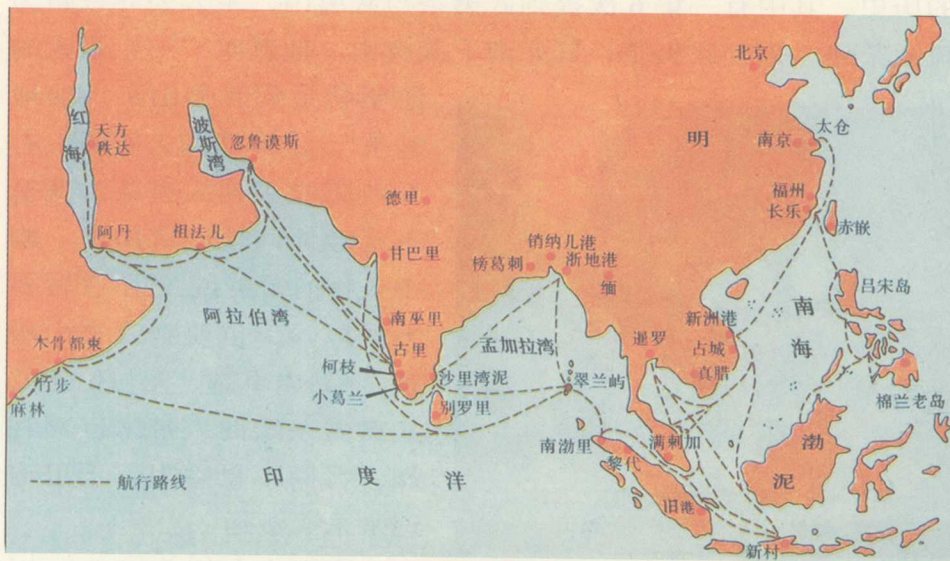 北京
明
太仓
南京
红海
天方
秩达
波斯湾
忽鲁谟斯
福州
长乐
赤嵌
德里
阿丹
祖法儿
甘巴里
销纳儿港
榜葛剌
浙地港
缅
吕宋岛
阿拉伯湾
南巫里
新洲港
南海
木骨都束
古里
孟加拉湾
暹罗
占城
柯枝
真腊
竹步
沙里湾泥
翠兰屿
小葛兰
麻林
别罗里
棉兰老岛
南渤里
满剌加
渤泥
黎代
印度洋
航行路线
旧港
新村